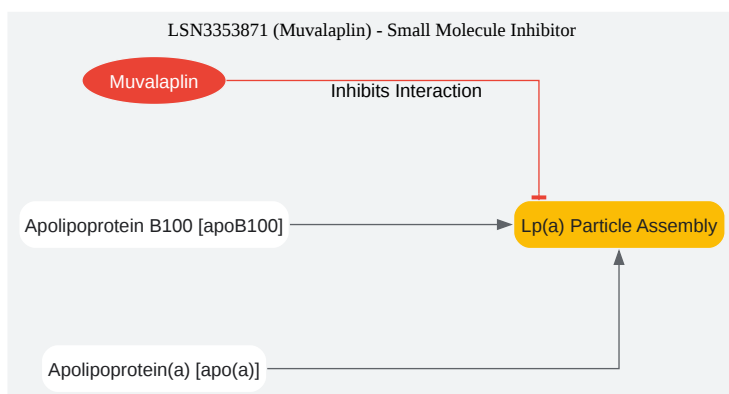 LSN3353871 (Muvalaplin) - Small Molecule Inhibitor
Muvalaplin
Inhibits Interaction
Apolipoprotein B100 [apoB100]
Lp(a) Particle Assembly
Apolipoprotein(a) [apo(a)]